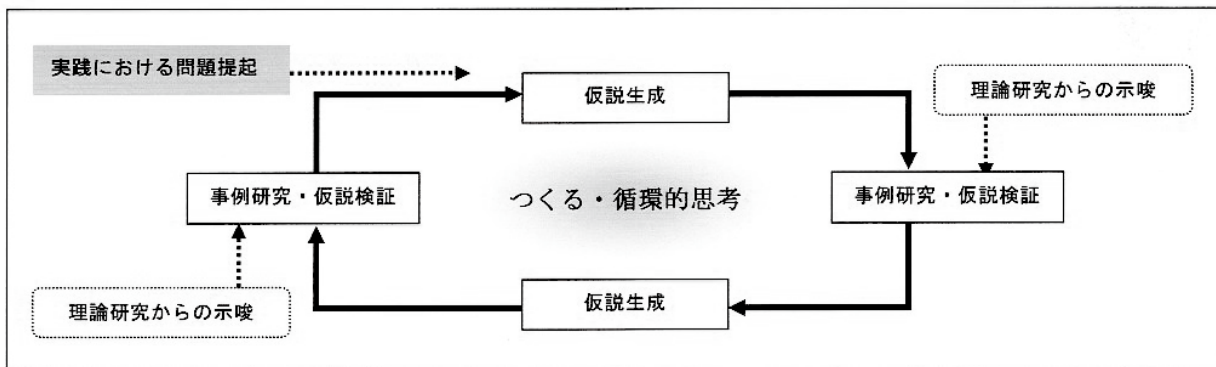 実践における問題提起
仮説生成
理論研究からの示唆
事例研究・仮説検証
つくる・循環的思考
事例研究・仮説検証
理論研究からの示唆
仮説生成